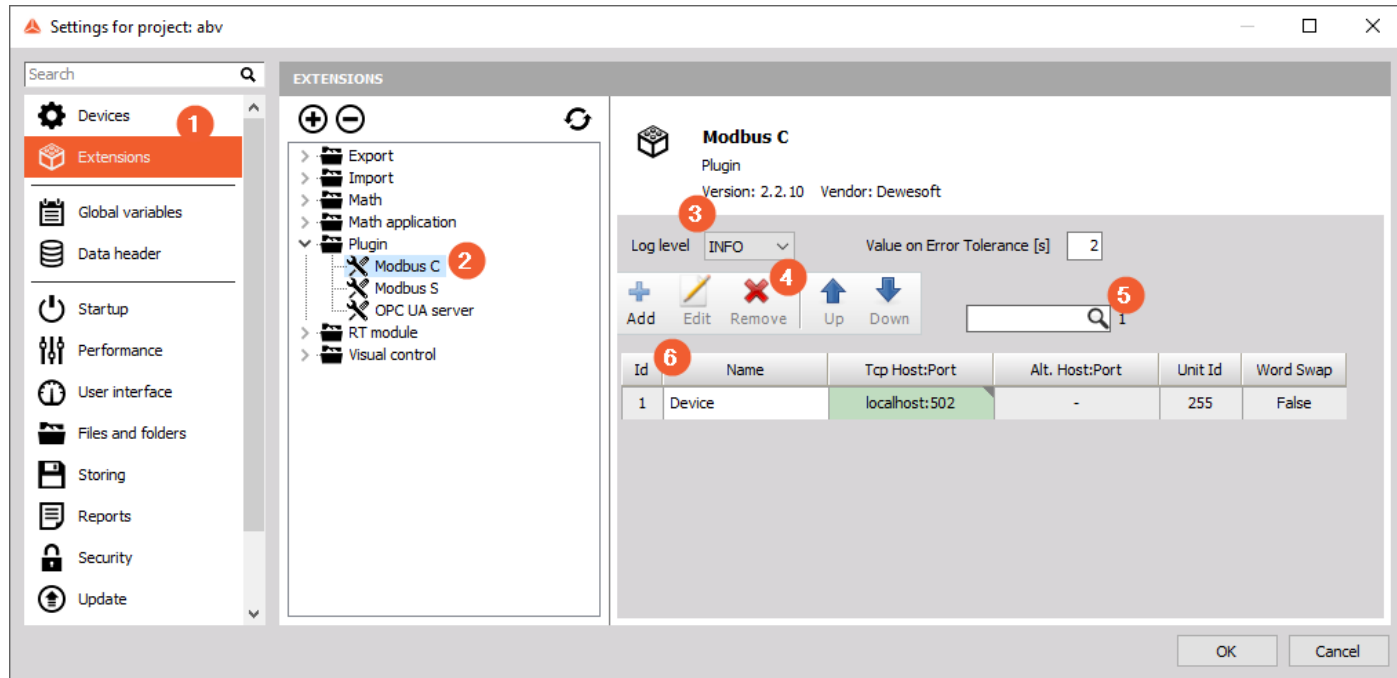 Settings for project: abv
Search
Devices
1
Extensions
Global variables
Data header
Startup
Performance
User interface
Files and folders
Storing
Reports
Security
Update
EXTENSIONS
Export
Import
Math
Math application
Plugin
Modbus C
2
Modbus S
OPC UA server
RT module
Visual control
Modbus C
Plugin
Version: 2.2.10 Vendor: Dewesoft
3
Log level INFO Value on Error Tolerance [s] 2
4
5
Add Edit Remove Up Down 1
6
Id Name Tcp Host:Port Alt. Host:Port Unit Id Word Swap
1 Device localhost:502 - 255 False
OK Cancel